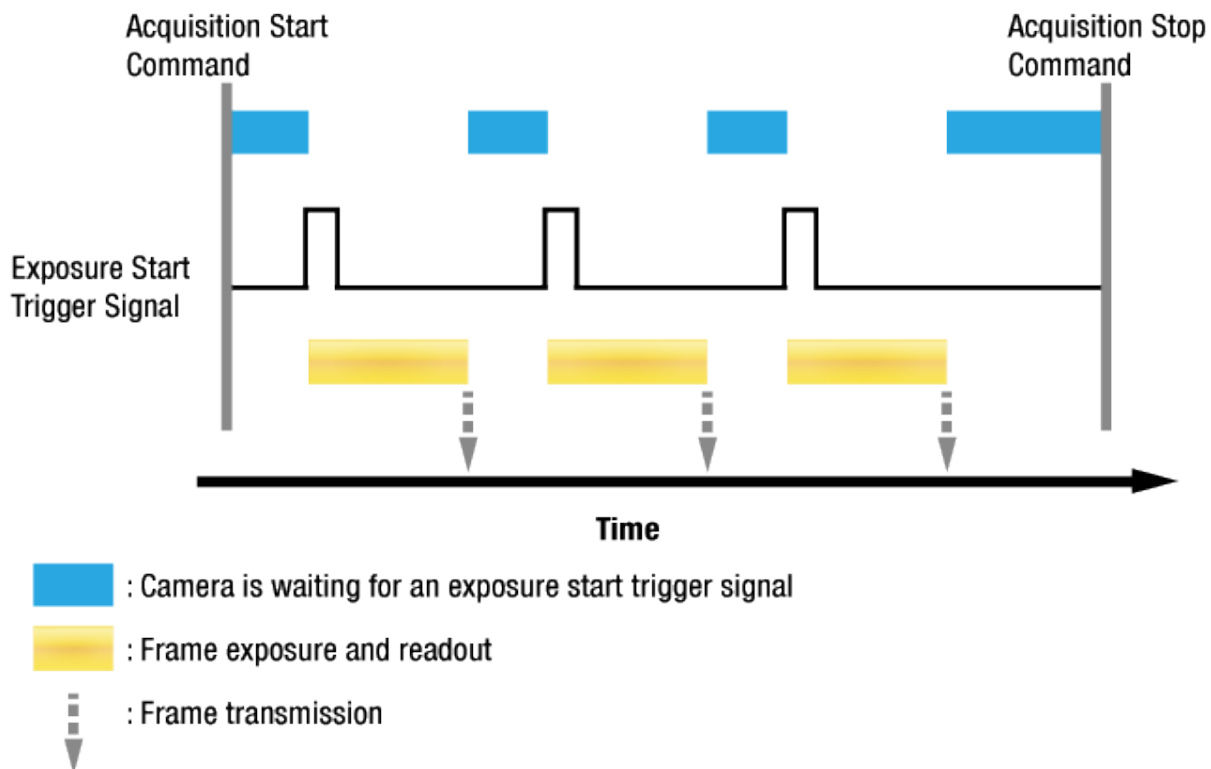 Acquisition Start
Command
Acquisition Stop
Command
Exposure Start
Trigger Signal
Time
: Camera is waiting for an exposure start trigger signal
: Frame exposure and readout
: Frame transmission